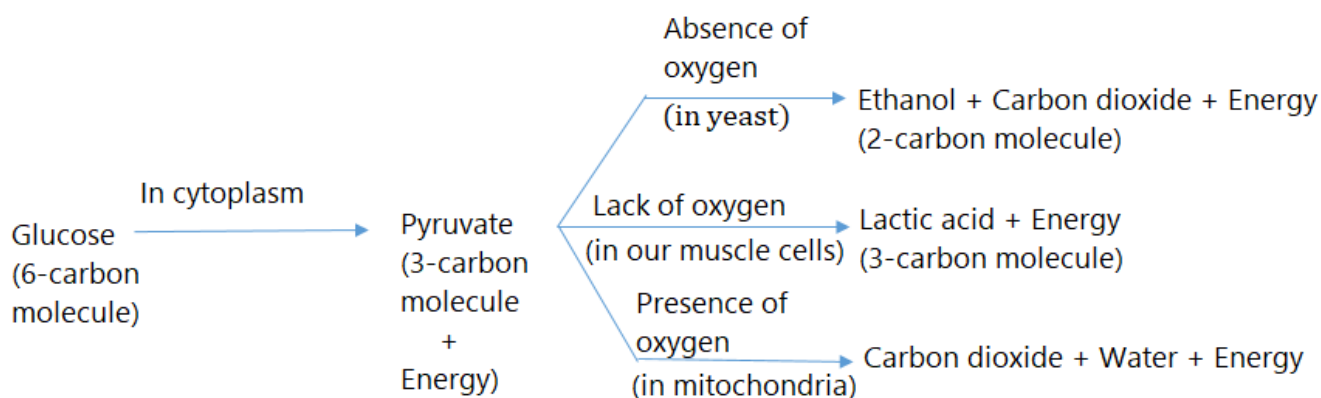 Glucose
(6-carbon
molecule)
In cytoplasm
Pyruvate
(3-carbon
molecule
+
Energy)
Absence of
oxygen
(in yeast)
Ethanol + Carbon dioxide + Energy
(2-carbon molecule)
Lack of oxygen
(in our muscle cells)
Lactic acid + Energy
(3-carbon molecule)
Presence of
oxygen
(in mitochondria)
Carbon dioxide + Water + Energy